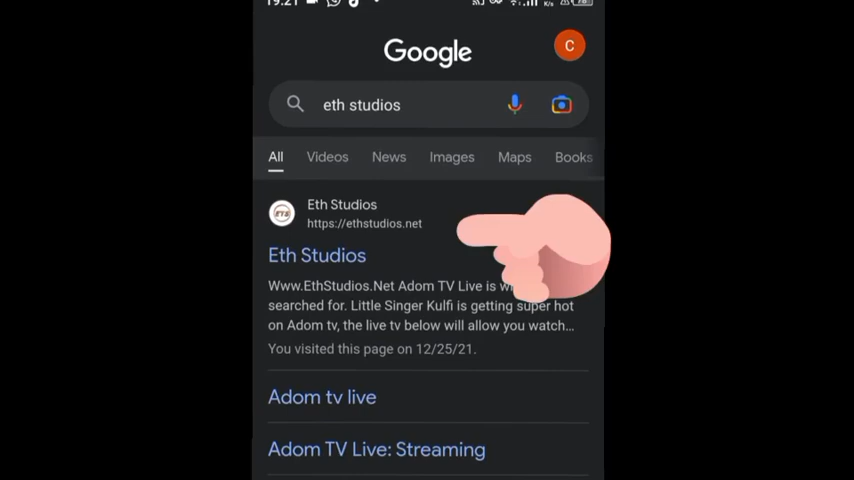 19:21
Google
C
eth studios
All Videos News Images Maps Books
ETS
Eth Studios
https://ethstudios.net
Eth Studios
Www.EthStudios.Net Adom TV Live is
searched for. Little Singer Kulfi is getting super hot
on Adom tv, the live tv below will allow you watch...
You visited this page on 12/25/21.
Adom tv live
Adom TV Live: Streaming